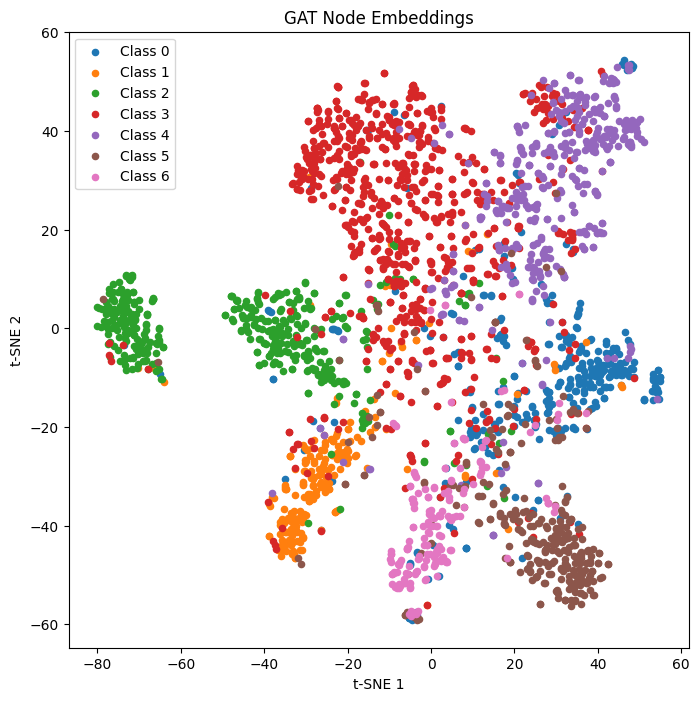 GAT Node Embeddings
Class 0
Class 1
Class 2
Class 3
Class 4
Class 5
Class 6
60
40
20
0
−20
−40
−60
t-SNE 2
−80
−60
−40
−20
0
20
40
60
t-SNE 1